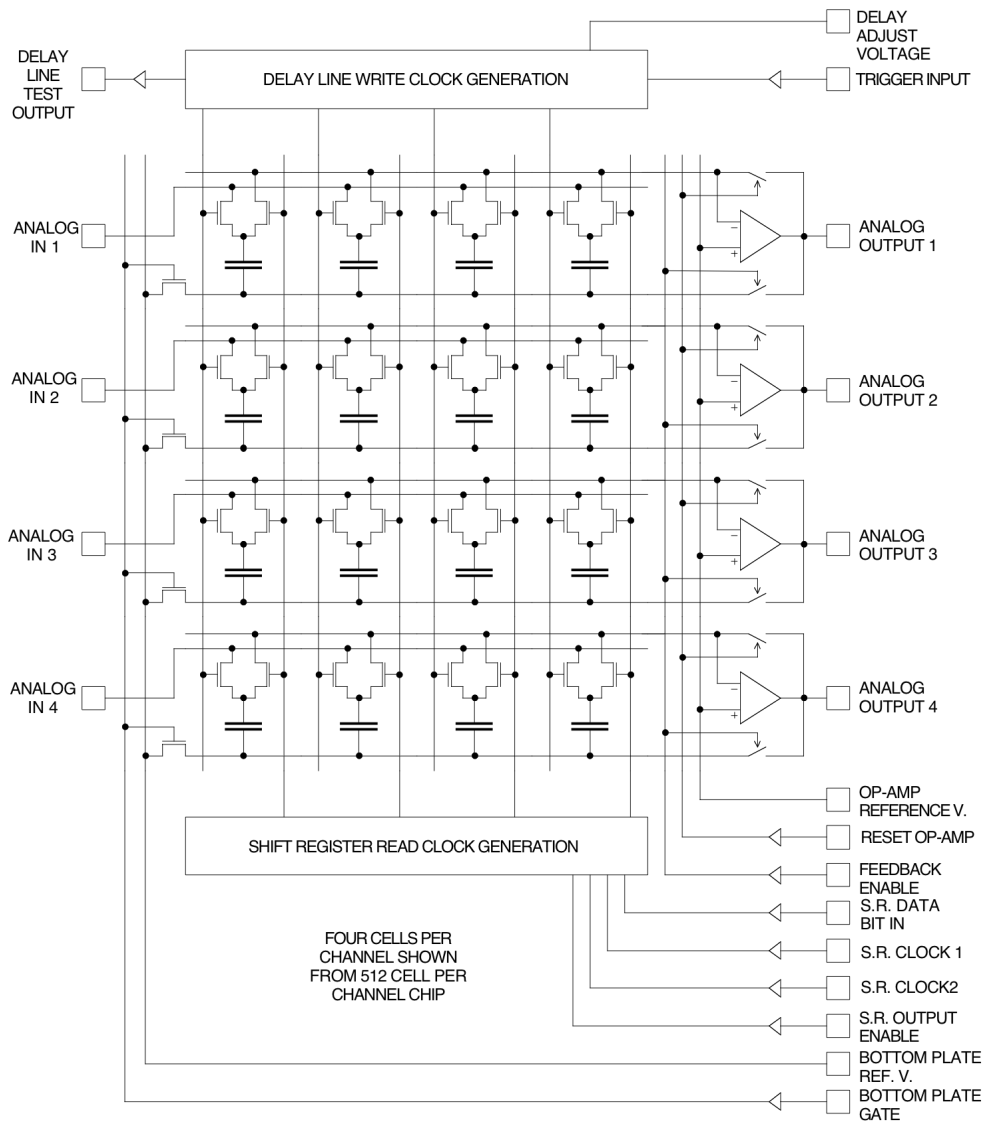 DELAY
ADJUST
VOLTAGE
DELAY
LINE
TEST
OUTPUT
DELAY LINE WRITE CLOCK GENERATION
TRIGGER INPUT
ANALOG
IN 1
−
+
ANALOG
OUTPUT 1
ANALOG
IN 2
−
+
ANALOG
OUTPUT 2
ANALOG
IN 3
−
+
ANALOG
OUTPUT 3
ANALOG
IN 4
−
+
ANALOG
OUTPUT 4
OP-AMP
REFERENCE V.
SHIFT REGISTER READ CLOCK GENERATION
RESET OP-AMP
FEEDBACK
ENABLE
S.R. DATA
BIT IN
FOUR CELLS PER
CHANNEL SHOWN
FROM 512 CELL PER
CHANNEL CHIP
S.R. CLOCK 1
S.R. CLOCK2
S.R. OUTPUT
ENABLE
BOTTOM PLATE
REF. V.
BOTTOM PLATE
GATE